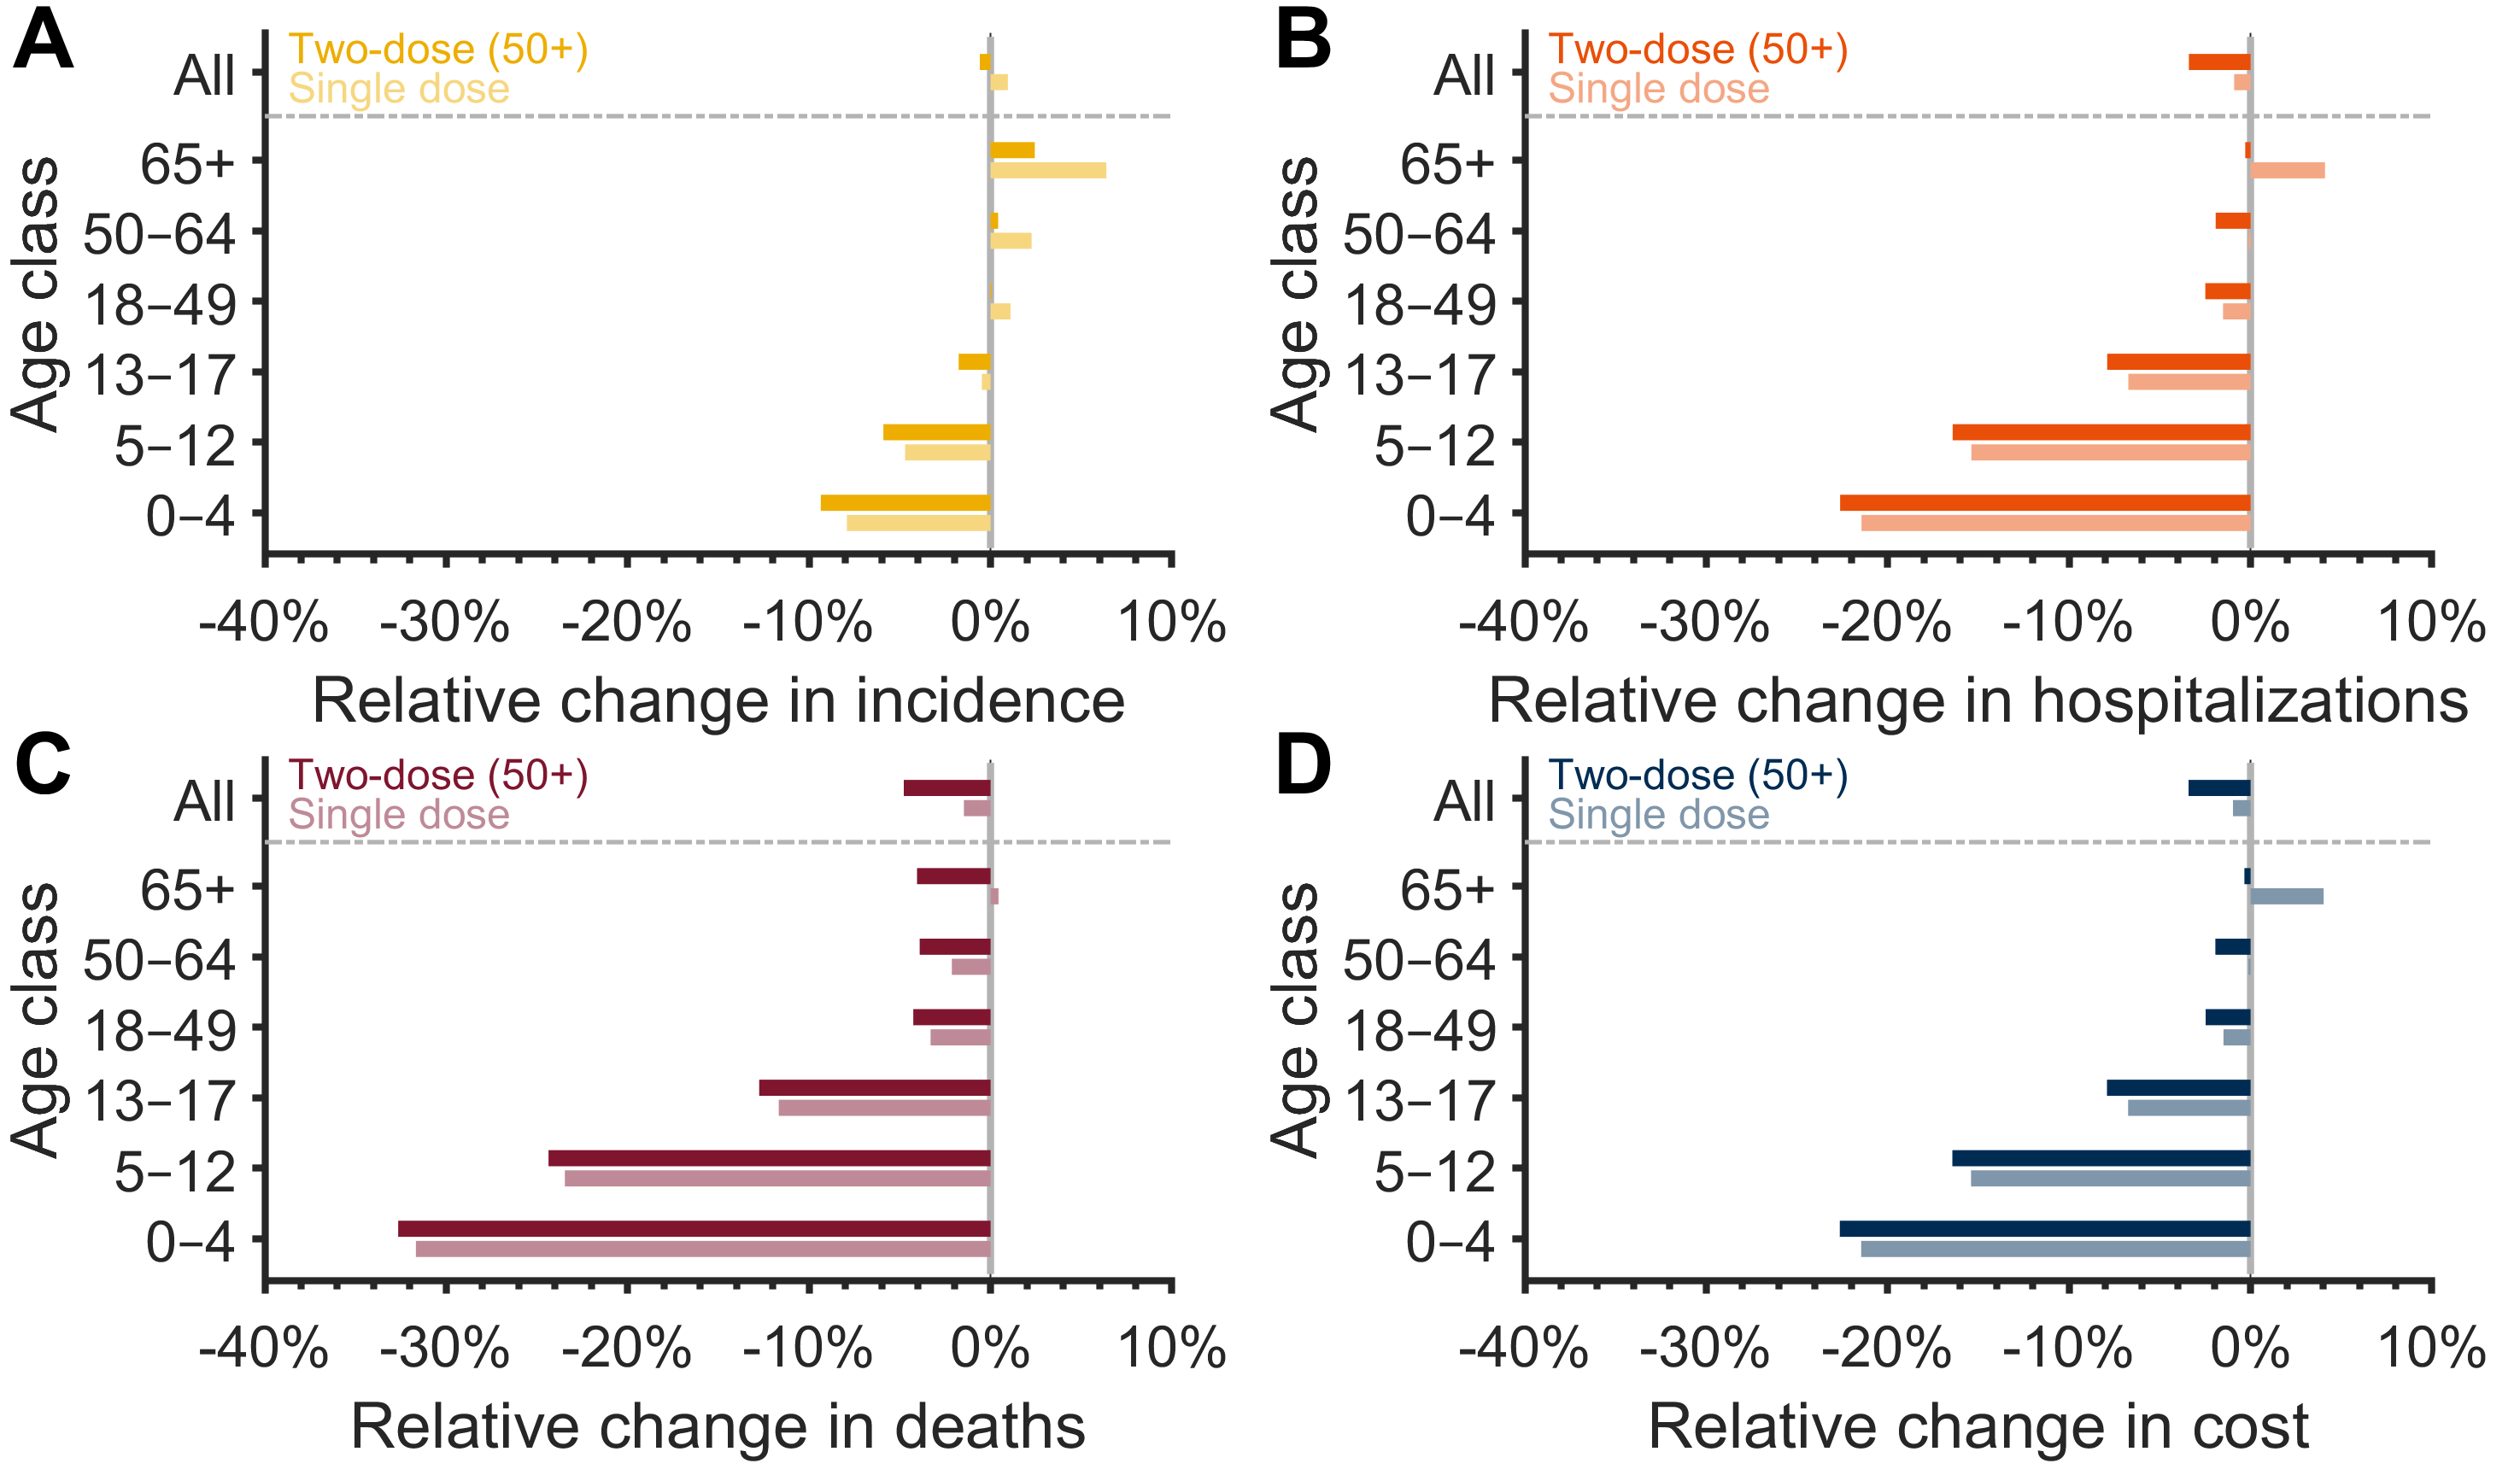 A
Two-dose (50+)
Single dose
All
65+
50–64
18–49
13–17
5–12
0–4
Age class
-40% -30% -20% -10% 0% 10%
Relative change in incidence
B
Two-dose (50+)
Single dose
All
65+
50–64
18–49
13–17
5–12
0–4
Age class
-40% -30% -20% -10% 0% 10%
Relative change in hospitalizations
C
Two-dose (50+)
Single dose
All
65+
50–64
18–49
13–17
5–12
0–4
Age class
-40% -30% -20% -10% 0% 10%
Relative change in deaths
D
Two-dose (50+)
Single dose
All
65+
50–64
18–49
13–17
5–12
0–4
Age class
-40% -30% -20% -10% 0% 10%
Relative change in cost